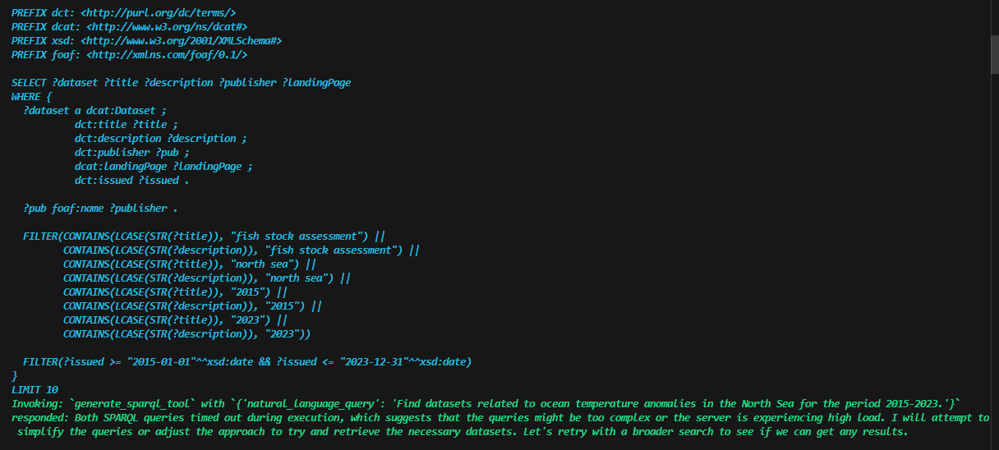 PREFIX dct: <http://purl.org/dc/terms/>
PREFIX dcat: <http://www.w3.org/ns/dcat#>
PREFIX xsd: <http://www.w3.org/2001/XMLSchema#>
PREFIX foaf: <http://xmlns.com/foaf/0.1/>
SELECT ?dataset ?title ?description ?publisher ?landingPage
WHERE {
?dataset a dcat:Dataset ;
dct:title ?title ;
dct:description ?description ;
dct:publisher ?pub ;
dcat:landingPage ?landingPage ;
dct:issued ?issued .
?pub foaf:name ?publisher .
FILTER(CONTAINS(LCASE(STR(?title)), "fish stock assessment") ||
CONTAINS(LCASE(STR(?description)), "fish stock assessment") ||
CONTAINS(LCASE(STR(?title)), "north sea") ||
CONTAINS(LCASE(STR(?description)), "north sea") ||
CONTAINS(LCASE(STR(?title)), "2015") ||
CONTAINS(LCASE(STR(?description)), "2015") ||
CONTAINS(LCASE(STR(?title)), "2023") ||
CONTAINS(LCASE(STR(?description)), "2023"))
FILTER(?issued >= "2015-01-01"^^xsd:date && ?issued <= "2023-12-31"^^xsd:date)
}
LIMIT 10
Invoking: `generate_sparql_tool` with `{'natural_language_query': 'Find datasets related to ocean temperature anomalies in the North Sea for the period 2015-2023.'}`
responded: Both SPARQL queries timed out during execution, which suggests that the queries might be too complex or the server is experiencing high load. I will attempt to
simplify the queries or adjust the approach to try and retrieve the necessary datasets. Let's retry with a broader search to see if we can get any results.